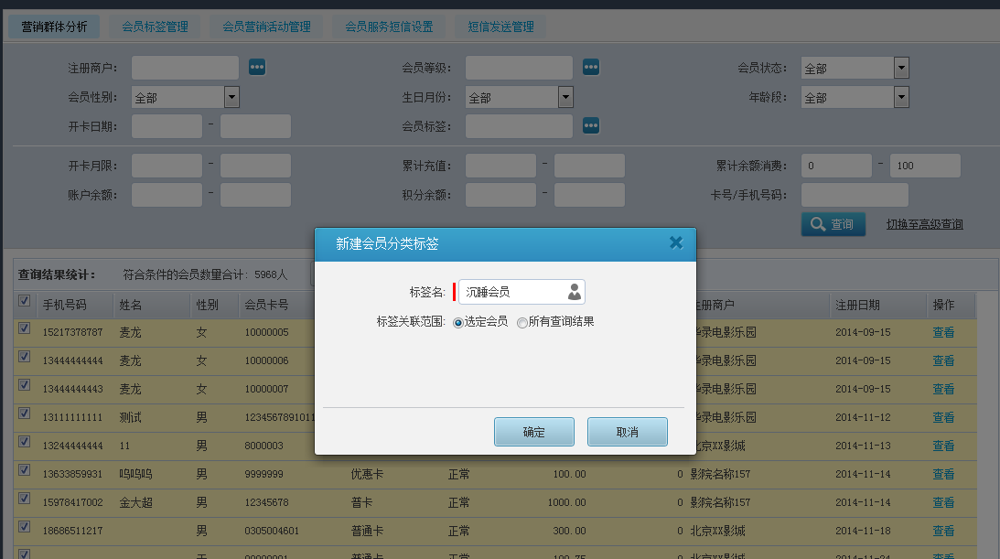 营销群体分析 会员标签管理 会员营销活动管理 会员服务短信设置 短信发送管理
注册商户: 会员等级: 会员状态: 全部
会员性别: 全部 生日月份: 全部 年龄段: 全部
开卡日期: - 会员标签:
开卡月限: - 累计充值: - 累计余额消费: 0 - 100
账户余额: - 积分余额: - 卡号/手机号码:
查询 切换至高级查询
新建会员分类标签
标签名: 沉睡会员
标签关联范围: 选定会员 所有查询结果
确定 取消
查询结果统计: 符合条件的会员数量合计: 5968人
手机号码 姓名 性别 会员卡号 注册商户 注册日期 操作
15217378787 麦龙 女 10000005 华录电影乐园 2014-09-15 查看
13444444444 麦龙 女 10000006 华录电影乐园 2014-09-15 查看
13444444443 麦龙 女 10000007 华录电影乐园 2014-09-15 查看
13111111111 测试 男 1234567891011 华录电影乐园 2014-11-12 查看
13244444444 11 男 8000003 北京XX影城 2014-11-13 查看
13633859931 呜呜呜 男 9999999 优惠卡 正常 100.00 0 影院名称157 2014-11-14 查看
15978417002 金大超 男 12345678 普卡 正常 1000.00 0 影院名称157 2014-11-14 查看
18686511217 男 0305004601 普通卡 正常 300.00 0 北京XX影城 2014-11-18 查看